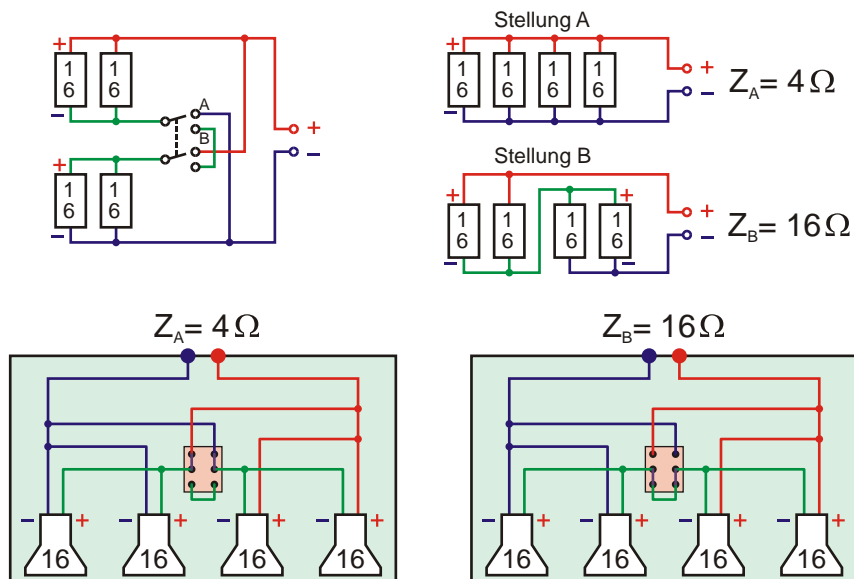 +
1 6 1 6
−
A
B
+
−
+
1 6 1 6
−
Stellung A
+
1 6 1 6 1 6 1 6
−
+
−
Z_A= 4 Ω
Stellung B
+ +
1 6 1 6 1 6 1 6
− −
+
−
Z_B= 16 Ω
Z_A= 4 Ω
− + − + − + − +
16 16 16 16
Z_B= 16 Ω
− + − + − + − +
16 16 16 16